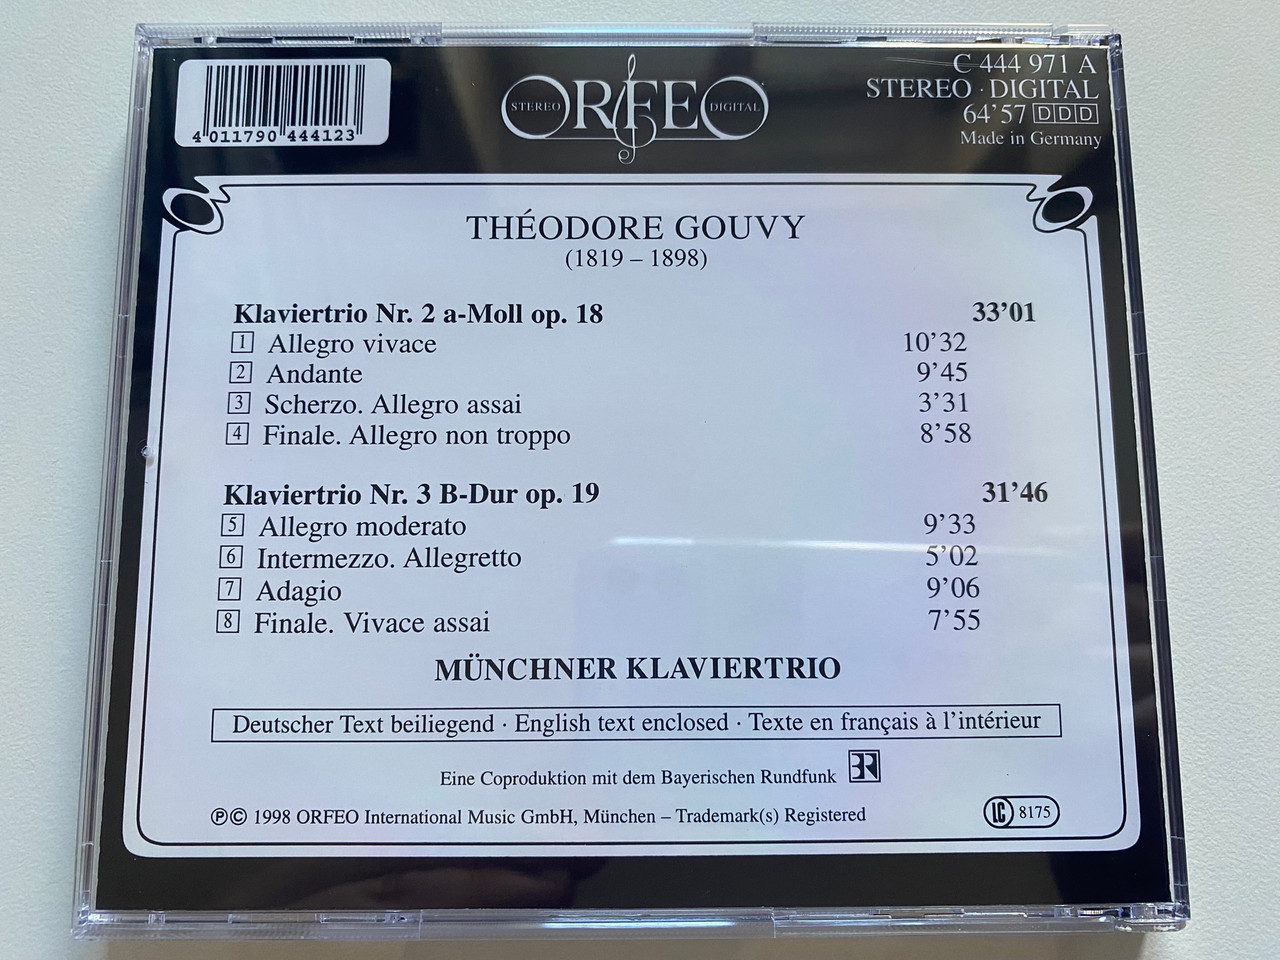 4 011790 444123
STEREO ORFEO DIGITAL
C 444 971 A
STEREO · DIGITAL
64'57 DDD
Made in Germany
THÉODORE GOUVY
(1819 – 1898)
Klaviertrio Nr. 2 a-Moll op. 18 33'01
1 Allegro vivace 10'32
2 Andante 9'45
3 Scherzo. Allegro assai 3'31
4 Finale. Allegro non troppo 8'58
Klaviertrio Nr. 3 B-Dur op. 19 31'46
5 Allegro moderato 9'33
6 Intermezzo. Allegretto 5'02
7 Adagio 9'06
8 Finale. Vivace assai 7'55
MÜNCHNER KLAVIERTRIO
Deutscher Text beiliegend · English text enclosed · Texte en français à l'intérieur
Eine Coproduktion mit dem Bayerischen Rundfunk BR
℗© 1998 ORFEO International Music GmbH, München – Trademark(s) Registered LC 8175